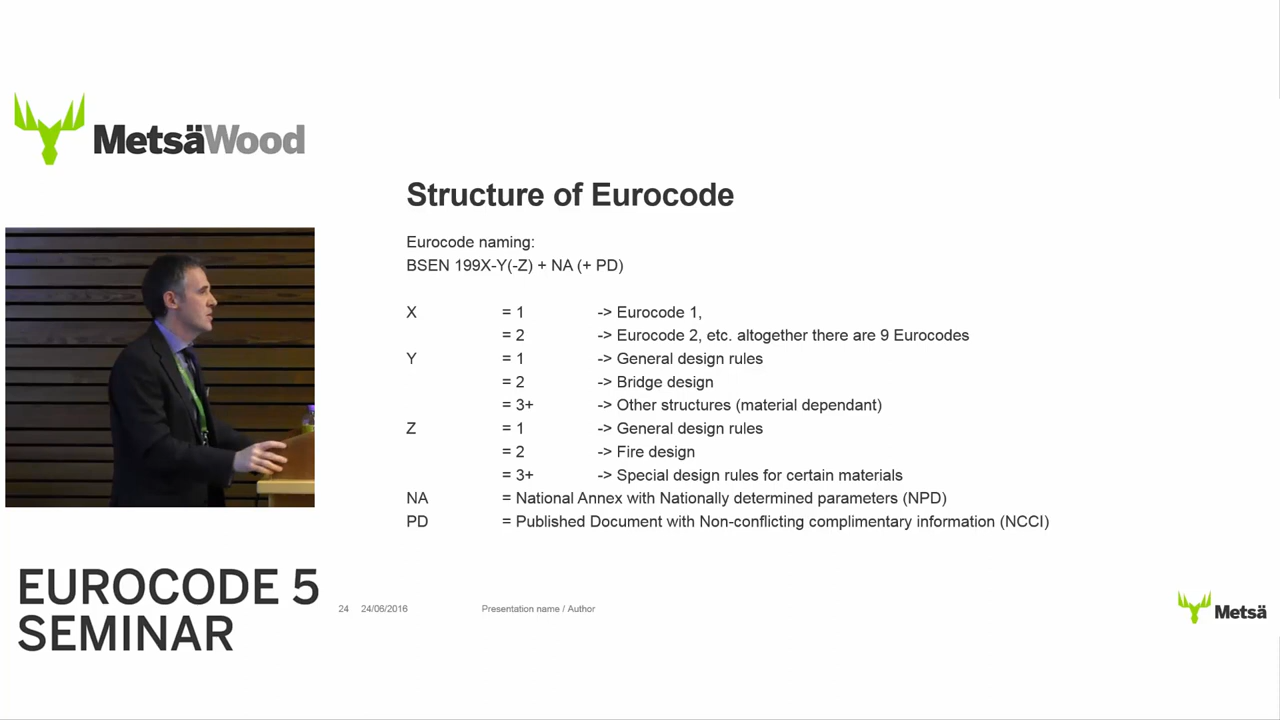 MetsäWood
Structure of Eurocode
Eurocode naming:
BSEN 199X-Y(-Z) + NA (+ PD)
X = 1 -> Eurocode 1,
= 2 -> Eurocode 2, etc. altogether there are 9 Eurocodes
Y = 1 -> General design rules
= 2 -> Bridge design
= 3+ -> Other structures (material dependant)
Z = 1 -> General design rules
= 2 -> Fire design
= 3+ -> Special design rules for certain materials
NA = National Annex with Nationally determined parameters (NPD)
PD = Published Document with Non-conflicting complimentary information (NCCI)
EUROCODE 5
SEMINAR
24 24/06/2016 Presentation name / Author
Metsä